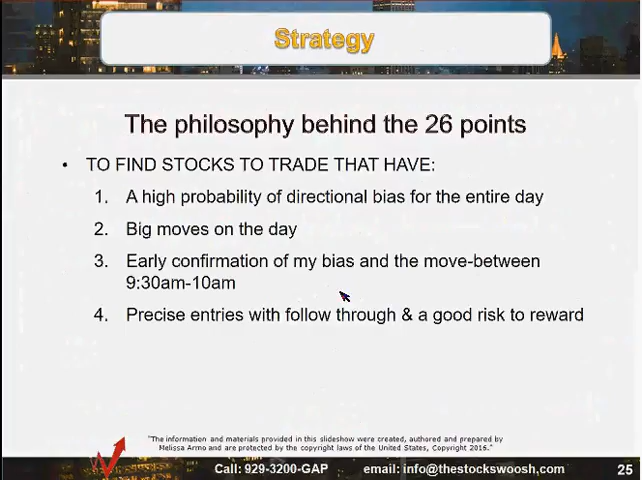 Strategy
The philosophy behind the 26 points
• TO FIND STOCKS TO TRADE THAT HAVE:
1. A high probability of directional bias for the entire day
2. Big moves on the day
3. Early confirmation of my bias and the move-between
9:30am-10am
4. Precise entries with follow through & a good risk to reward
"The information and materials provided in this slideshow were created, authored and prepared by
Melissa Armo and are protected by the copyright laws of the United States, Copyright 2016."
Call: 929-3200-GAP email: info@thestockswoosh.com 25